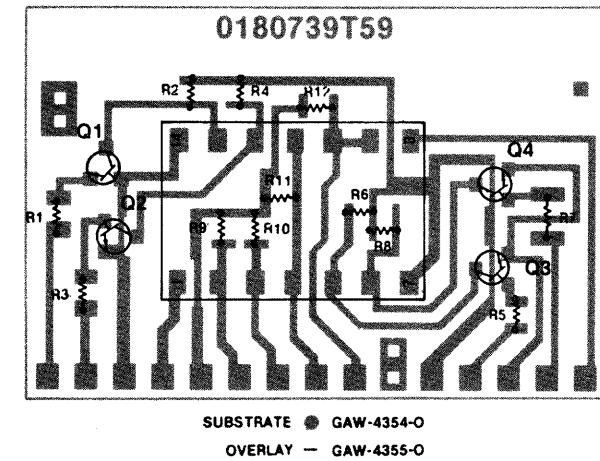 0180739T59
R2
R4
R12
Q1
Q4
R11
Q2
R6
R1
R7
R9
R10
R8
Q3
R3
R5
SUBSTRATE ● GAW-4354-O
OVERLAY — GAW-4355-O